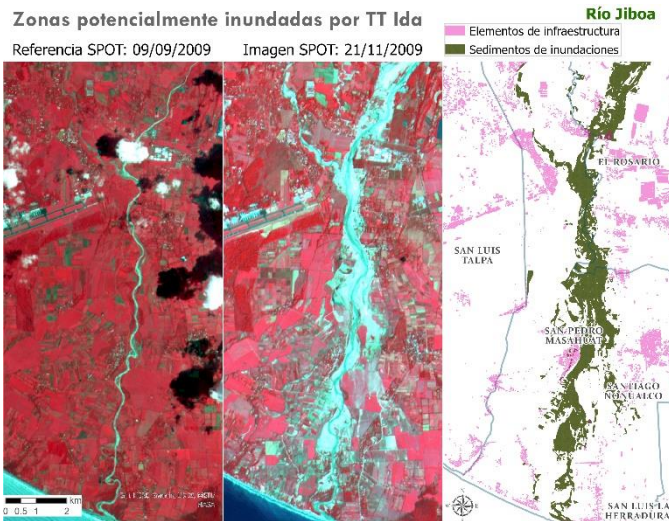 Zonas potencialmente inundadas por TT Ida
Río Jiboa
Referencia SPOT: 09/09/2009
Imagen SPOT: 21/11/2009
Elementos de infraestructura
Sedimentos de inundaciones
EL ROSARIO
SAN LUIS
TALPA
SAN PEDRO
MASAHUAT
SANTIAGO
NONUALCO
SAN LUIS LA
HERRADURA
km
0 0.5 1 2